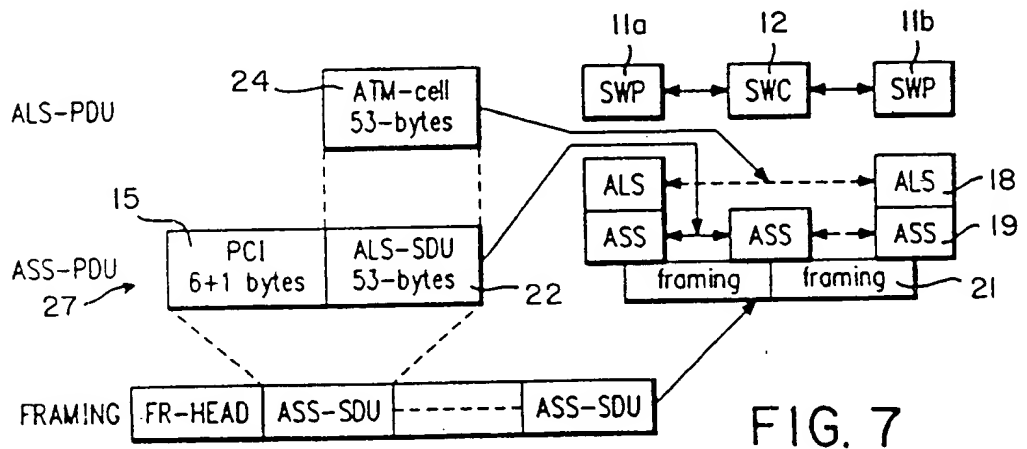 11a 12 11b
24
ALS-PDU
ATM-cell
53-bytes
SWP SWC SWP
ALS ALS 18
15
ASS-PDU
27
PCI
6+1 bytes
ALS-SDU
53-bytes
22
ASS ASS ASS 19
framing framing 21
FRAMING FR-HEAD ASS-SDU ASS-SDU
FIG. 7